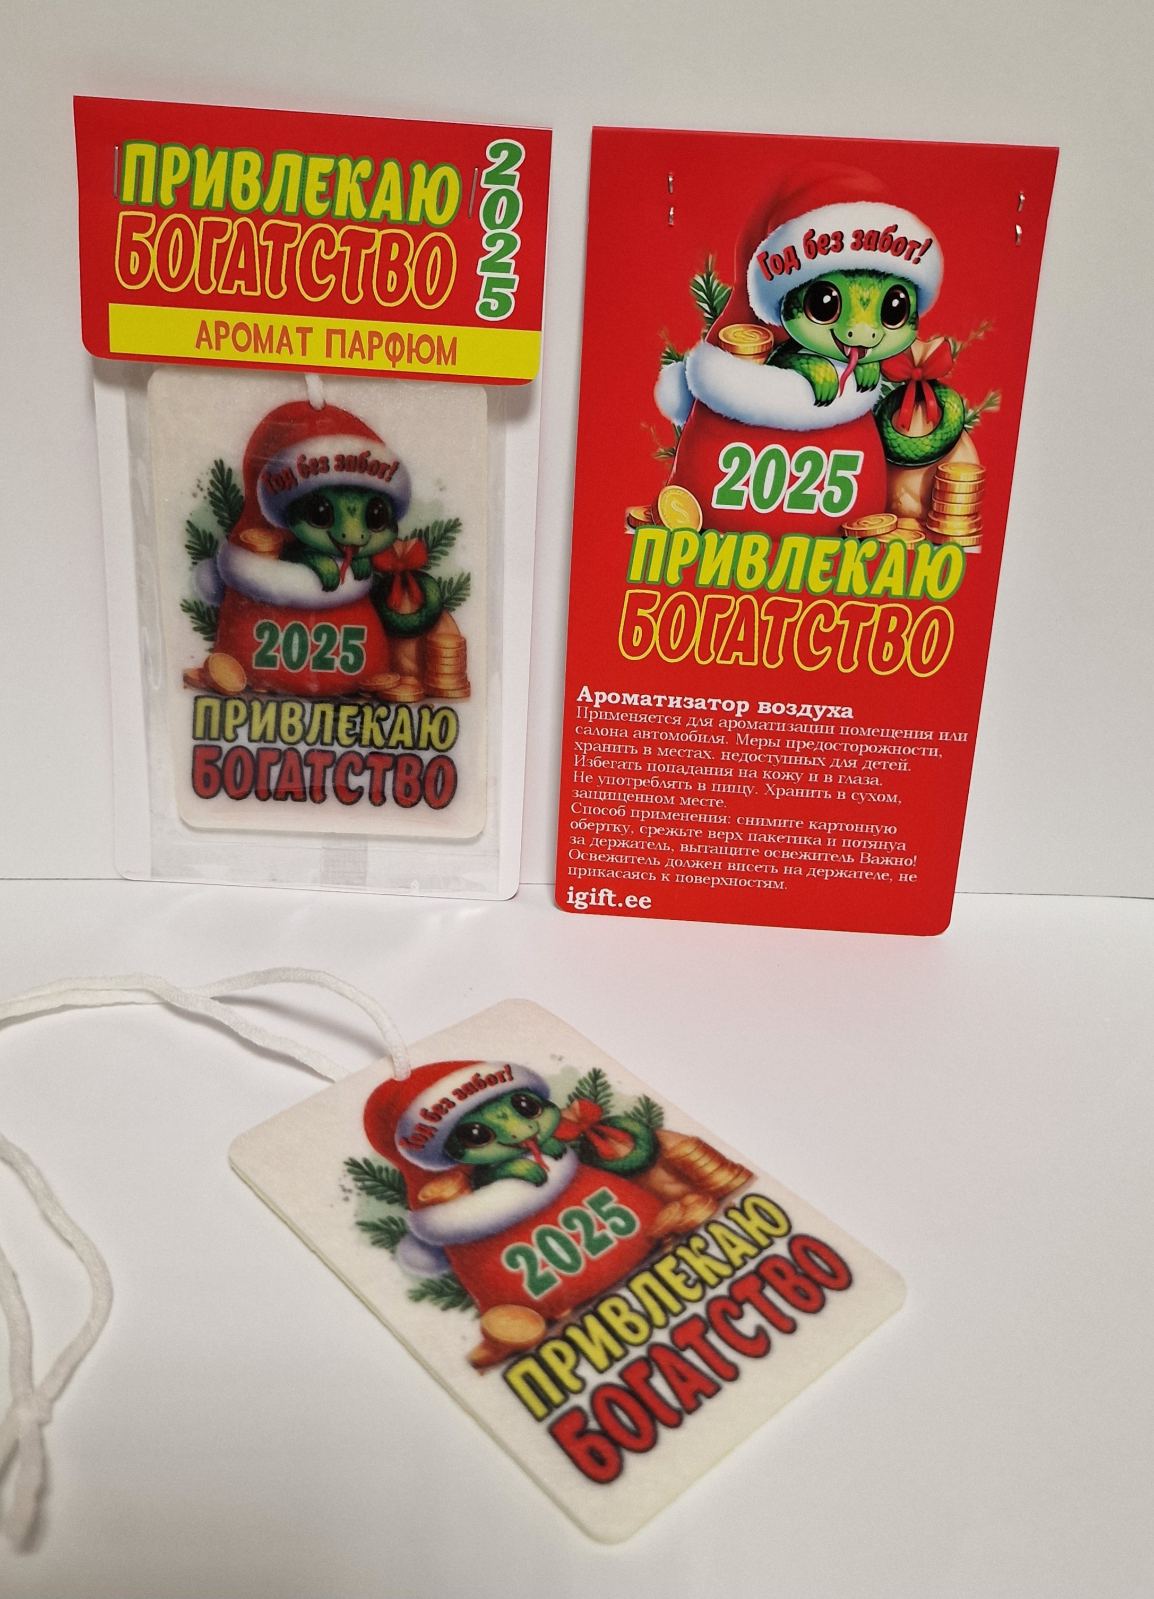 ПРИВЛЕКАЮ
БОГАТСТВО
2025
АРОМАТ ПАРФЮМ
Год без забот!
2025
ПРИВЛЕКАЮ
БОГАТСТВО
Год без забот!
2025
ПРИВЛЕКАЮ
БОГАТСТВО
Ароматизатор воздуха
Применяется для ароматизации помещения или
салона автомобиля. Меры предосторожности,
хранить в местах. недоступных для детей.
Избегать попадания на кожу и в глаза.
Не употреблять в пищу. Хранить в сухом,
защищенном месте.
Способ применения: снимите картонную
обертку, срежьте верх пакетика и потянуа
за держатель, вытащите освежитель Важно!
Освежитель должен висеть на держателе, не
прикасаясь к поверхностям.
igift.ee
Год без забот!
2025
ПРИВЛЕКАЮ
БОГАТСТВО